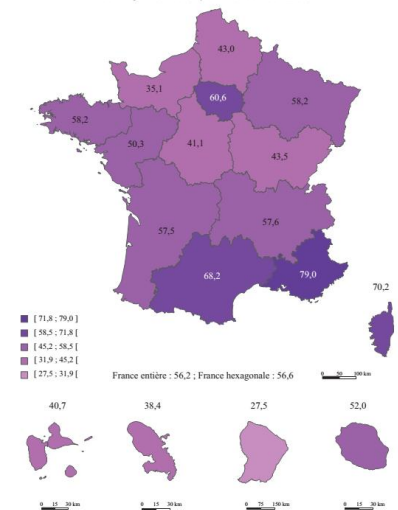 43,0
35,1
60,6
58,2
58,2
50,3
41,1
43,5
57,5
57,6
68,2
79,0
70,2
[ 71,8 ; 79,0 ]
[ 58,5 ; 71,8 [
[ 45,2 ; 58,5 [
[ 31,9 ; 45,2 [
[ 27,5 ; 31,9 [
France entière : 56,2 ; France hexagonale : 56,6
0 50 100 km
40,7
38,4
27,5
52,0
0 15 30 km
0 15 30 km
0 75 150 km
0 15 30 km